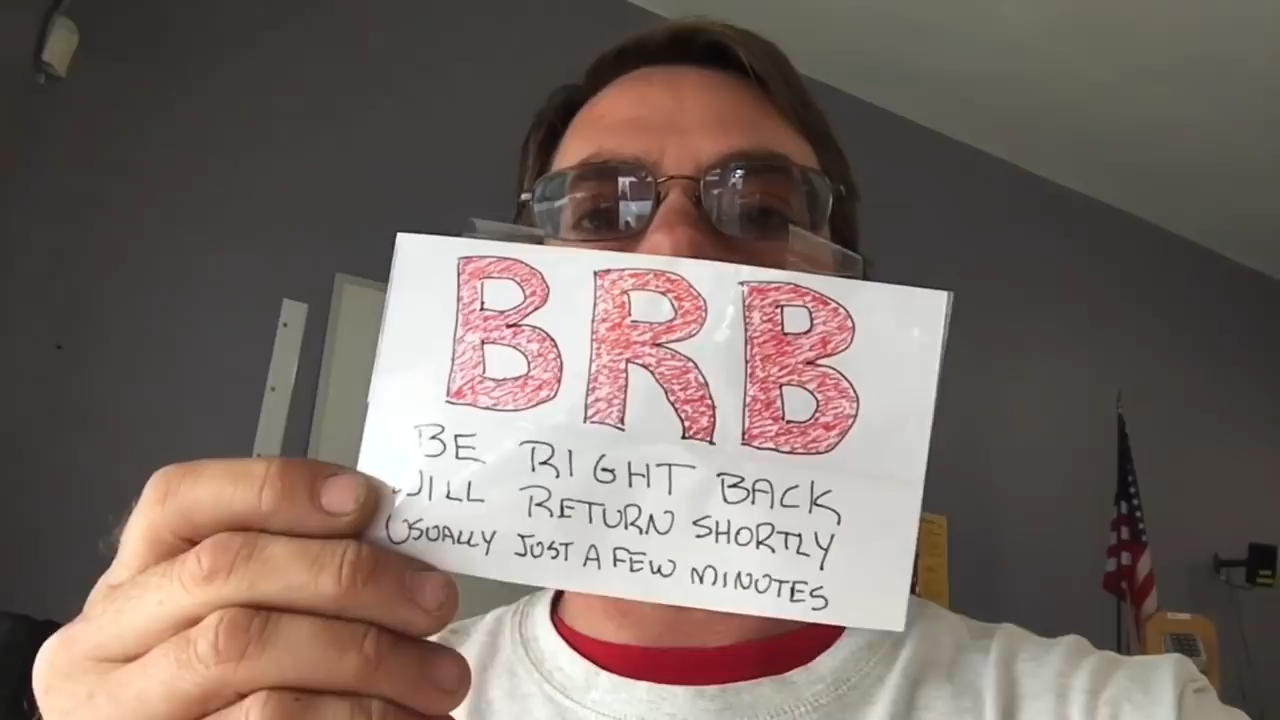 BRB
BE RIGHT BACK
WILL RETURN SHORTLY
USUALLY JUST A FEW MINUTES